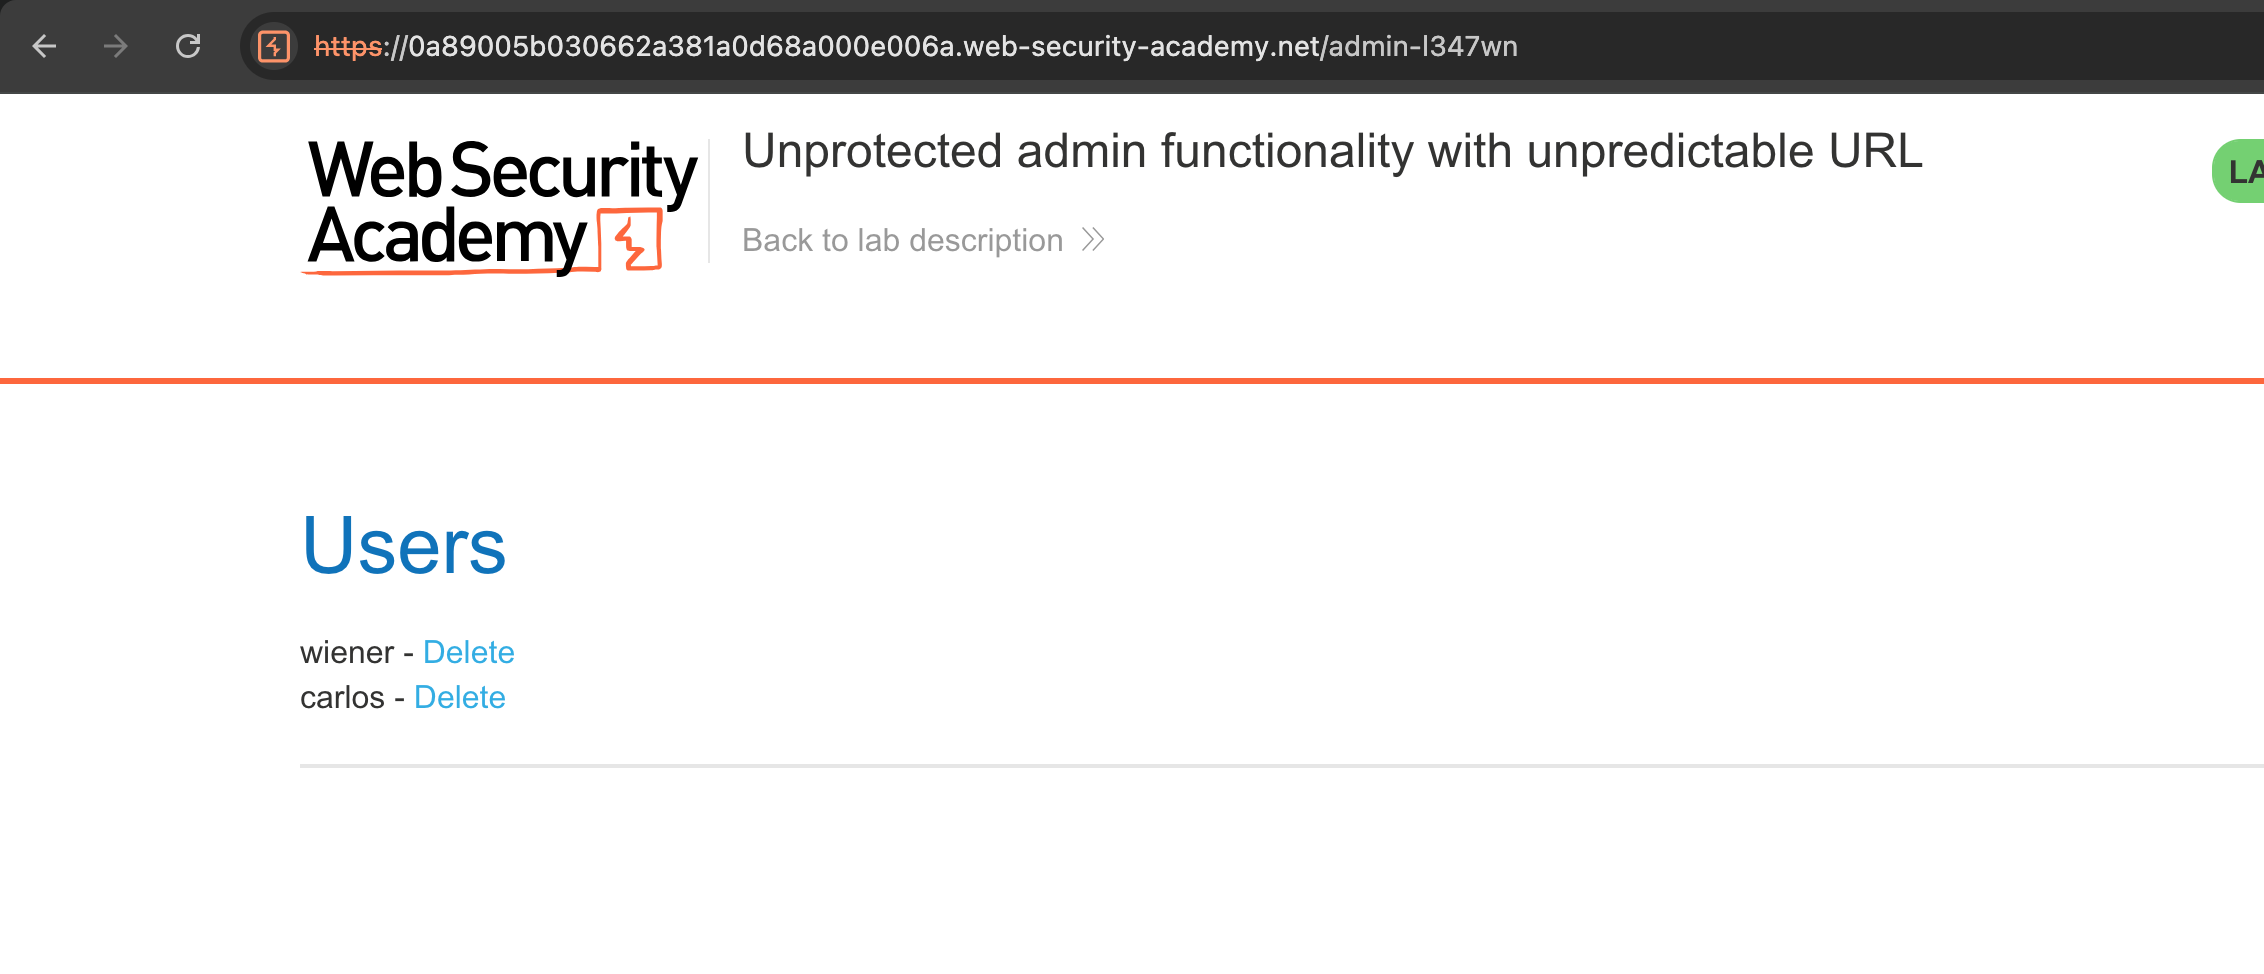 https://0a89005b030662a381a0d68a000e006a.web-security-academy.net/admin-l347wn
Web Security
Academy
Unprotected admin functionality with unpredictable URL
Back to lab description
LA
Users
wiener - Delete
carlos - Delete